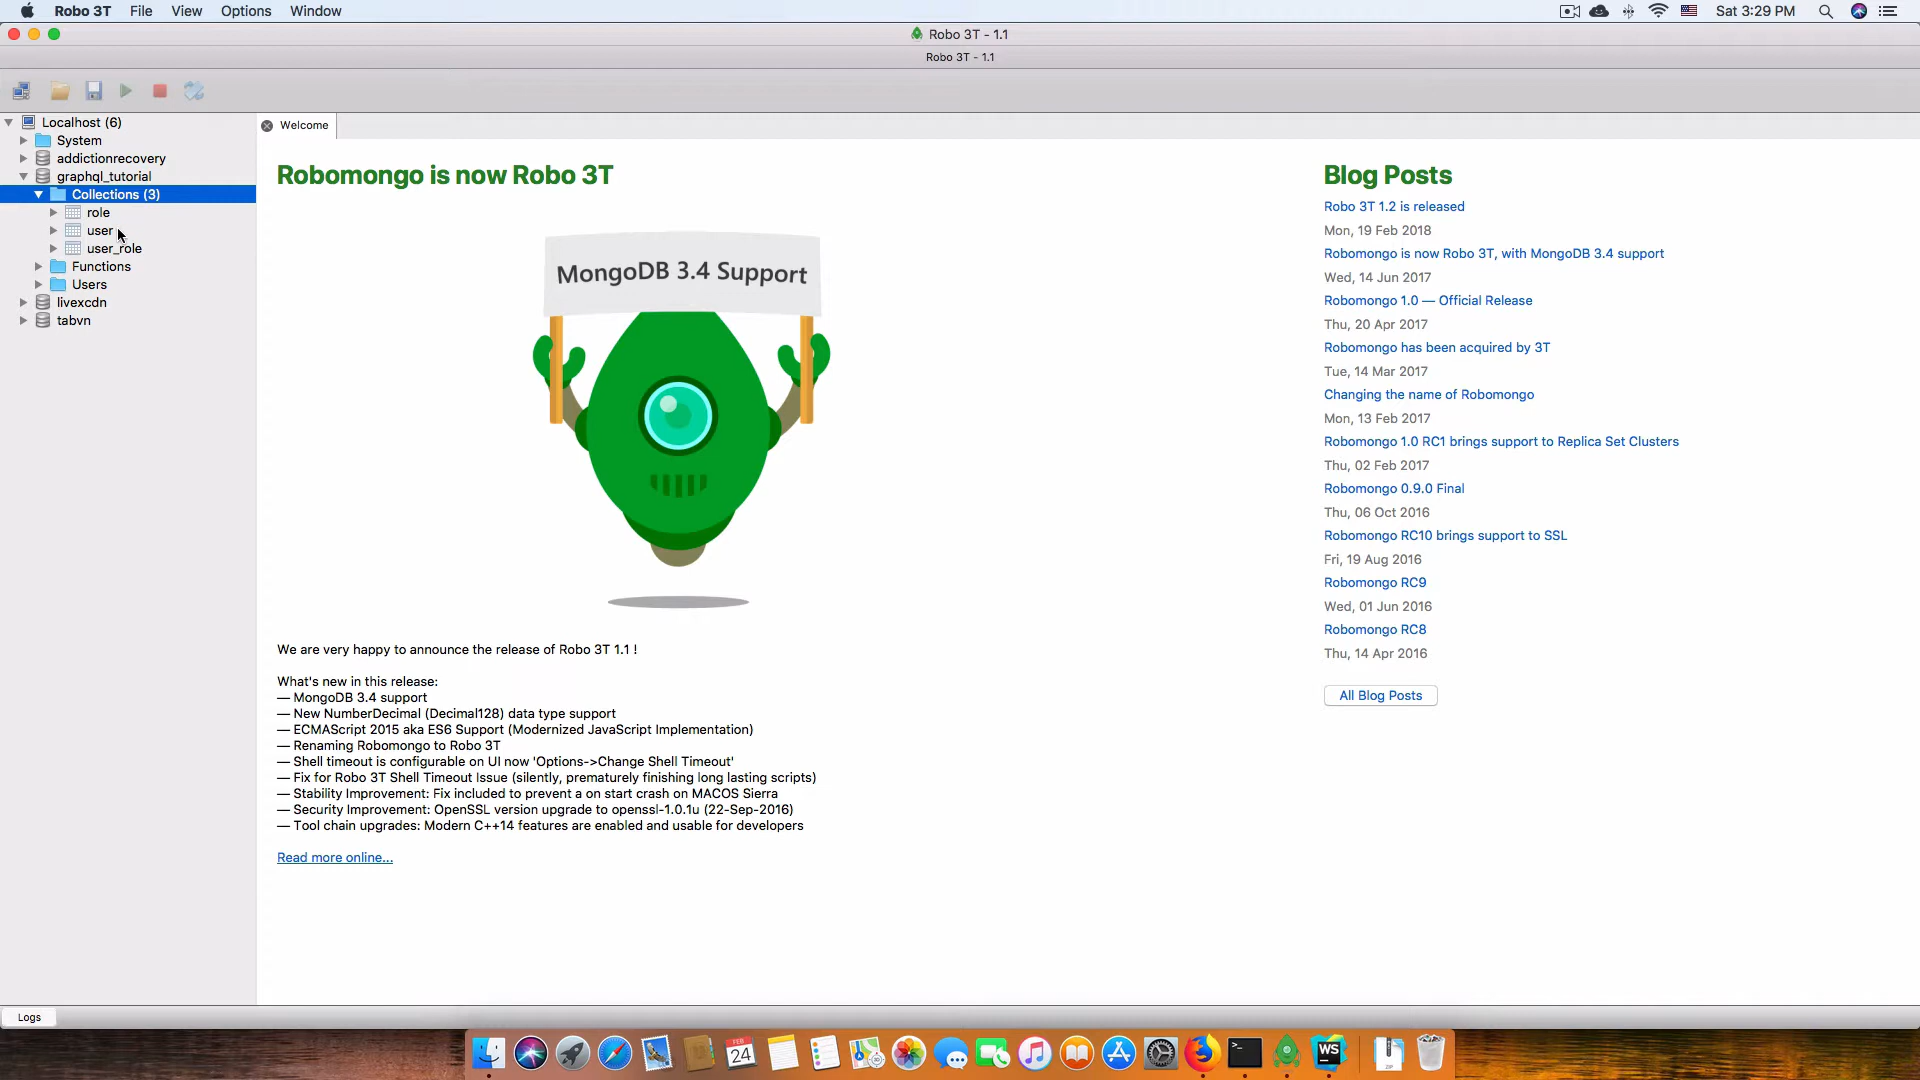 Robo 3T File View Options Window
Sat 3:29 PM
Robo 3T - 1.1
Robo 3T - 1.1
Localhost (6)
System
addictionrecovery
graphql_tutorial
Collections (3)
role
user
user_role
Functions
Users
livexcdn
tabvn
Welcome
Robomongo is now Robo 3T
MongoDB 3.4 Support
We are very happy to announce the release of Robo 3T 1.1 !
What's new in this release:
— MongoDB 3.4 support
— New NumberDecimal (Decimal128) data type support
— ECMAScript 2015 aka ES6 Support (Modernized JavaScript Implementation)
— Renaming Robomongo to Robo 3T
— Shell timeout is configurable on UI now 'Options->Change Shell Timeout'
— Fix for Robo 3T Shell Timeout Issue (silently, prematurely finishing long lasting scripts)
— Stability Improvement: Fix included to prevent a on start crash on MACOS Sierra
— Security Improvement: OpenSSL version upgrade to openssl-1.0.1u (22-Sep-2016)
— Tool chain upgrades: Modern C++14 features are enabled and usable for developers
Read more online...
Blog Posts
Robo 3T 1.2 is released
Mon, 19 Feb 2018
Robomongo is now Robo 3T, with MongoDB 3.4 support
Wed, 14 Jun 2017
Robomongo 1.0 — Official Release
Thu, 20 Apr 2017
Robomongo has been acquired by 3T
Tue, 14 Mar 2017
Changing the name of Robomongo
Mon, 13 Feb 2017
Robomongo 1.0 RC1 brings support to Replica Set Clusters
Thu, 02 Feb 2017
Robomongo 0.9.0 Final
Thu, 06 Oct 2016
Robomongo RC10 brings support to SSL
Fri, 19 Aug 2016
Robomongo RC9
Wed, 01 Jun 2016
Robomongo RC8
Thu, 14 Apr 2016
All Blog Posts
Logs
FEB
24
WS
ZIP